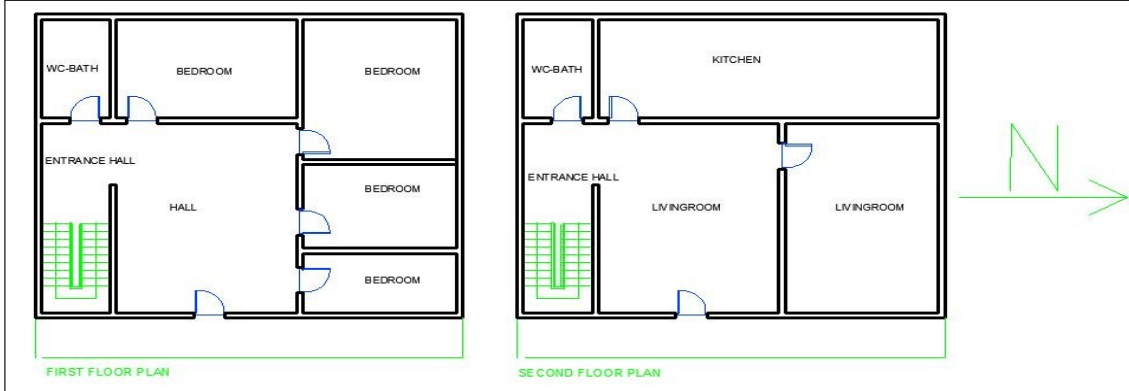 WC-BATH
BEDROOM
BEDROOM
ENTRANCE HALL
HALL
BEDROOM
BEDROOM
FIRST FLOOR PLAN
WC-BATH
KITCHEN
ENTRANCE HALL
LIVINGROOM
LIVINGROOM
SECOND FLOOR PLAN
N